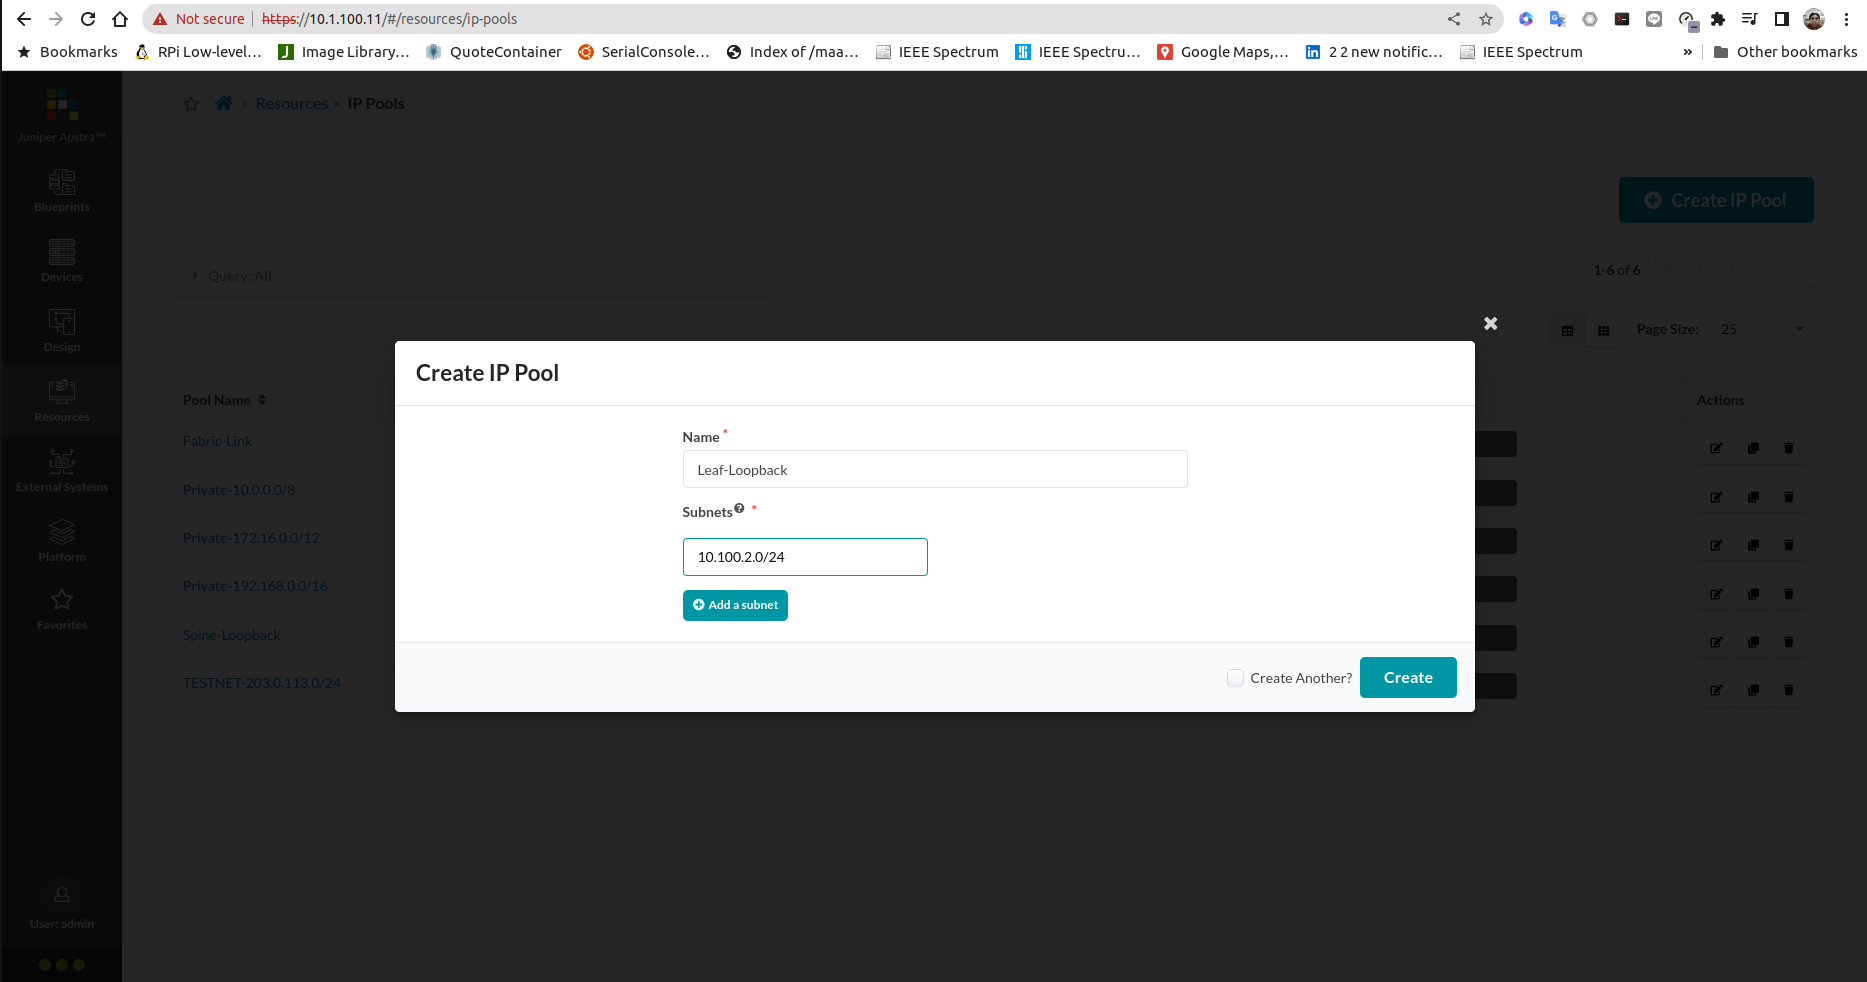 Not secure | https://10.1.100.11/#/resources/ip-pools
Bookmarks RPi Low-level... Image Library... QuoteContainer SerialConsole... Index of /maa... IEEE Spectrum IEEE Spectru... Google Maps,... 2 2 new notific... IEEE Spectrum » Other bookmarks
Juniper Apstra™
Resources IP Pools
Blueprints
Create IP Pool
Devices
Query: All
1-6 of 6
Design
Page Size: 25
Create IP Pool
Pool Name
Actions
Resources
Name *
Fabric-Link
Leaf-Loopback
External Systems
Private-10.0.0.0/8
Subnets *
Private-172.16.0.0/12
10.100.2.0/24
Platform
Private-192.168.0.0/16
Add a subnet
Favorites
Spine-Loopback
Create Another?
Create
TESTNET-203.0.113.0/24
User: admin